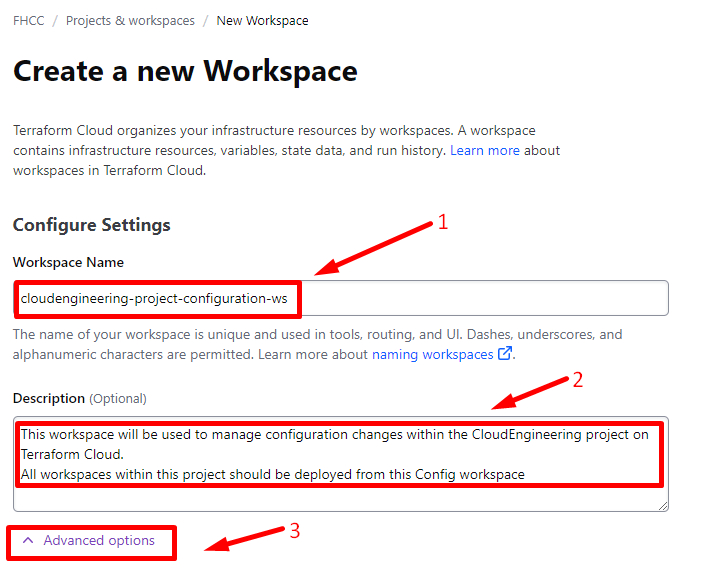 FHCC / Projects & workspaces / New Workspace
Create a new Workspace
Terraform Cloud organizes your infrastructure resources by workspaces. A workspace
contains infrastructure resources, variables, state data, and run history. Learn more about
workspaces in Terraform Cloud.
Configure Settings
1
Workspace Name
cloudengineering-project-configuration-ws
The name of your workspace is unique and used in tools, routing, and UI. Dashes, underscores, and
alphanumeric characters are permitted. Learn more about naming workspaces.
2
Description (Optional)
This workspace will be used to manage configuration changes within the CloudEngineering project on
Terraform Cloud.
All workspaces within this project should be deployed from this Config workspace
3
Advanced options